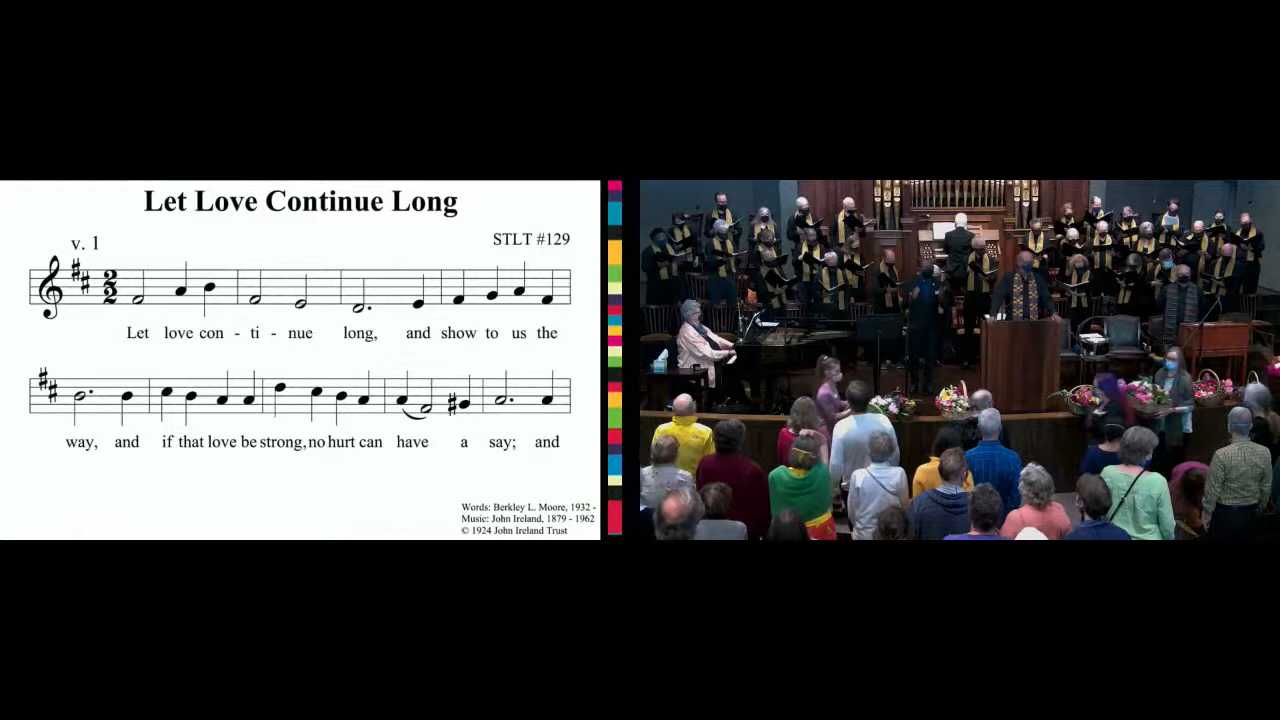 Let Love Continue Long
v. 1
STLT #129
2
2
Let love con - ti - nue long, and show to us the
way, and if that love be strong, no hurt can have a say; and
Words: Berkley L. Moore, 1932 -
Music: John Ireland, 1879 - 1962
© 1924 John Ireland Trust